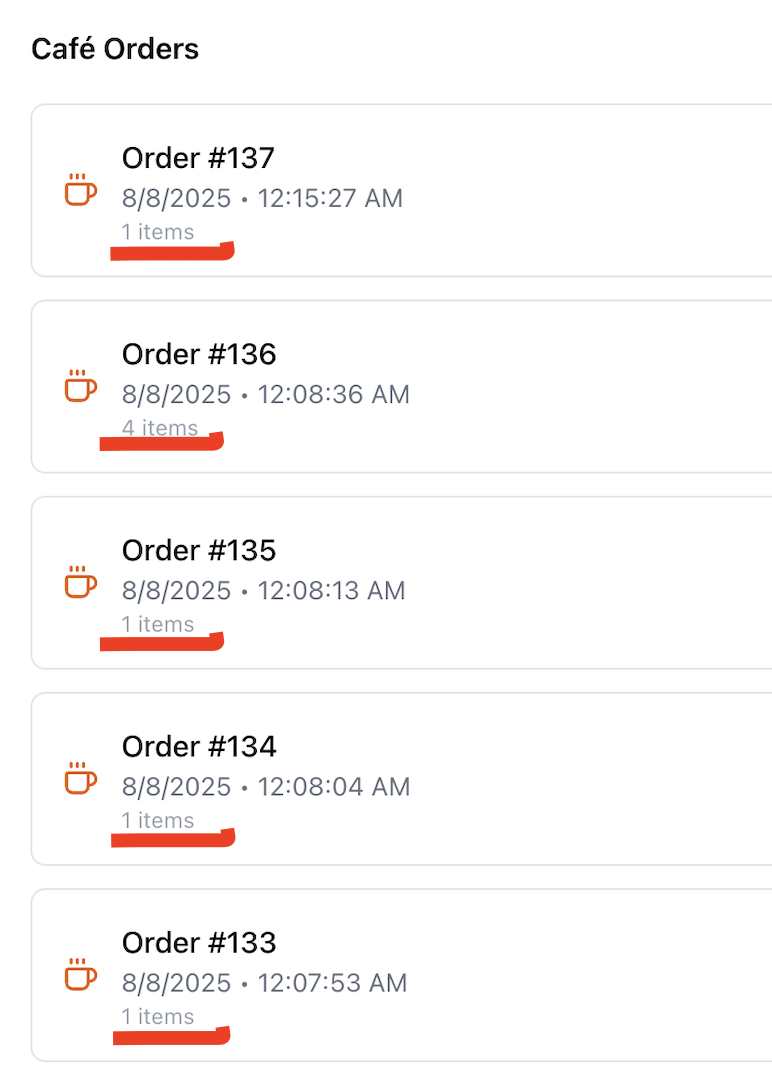 Café Orders
Order #137
8/8/2025 • 12:15:27 AM
1 items
Order #136
8/8/2025 • 12:08:36 AM
4 items
Order #135
8/8/2025 • 12:08:13 AM
1 items
Order #134
8/8/2025 • 12:08:04 AM
1 items
Order #133
8/8/2025 • 12:07:53 AM
1 items